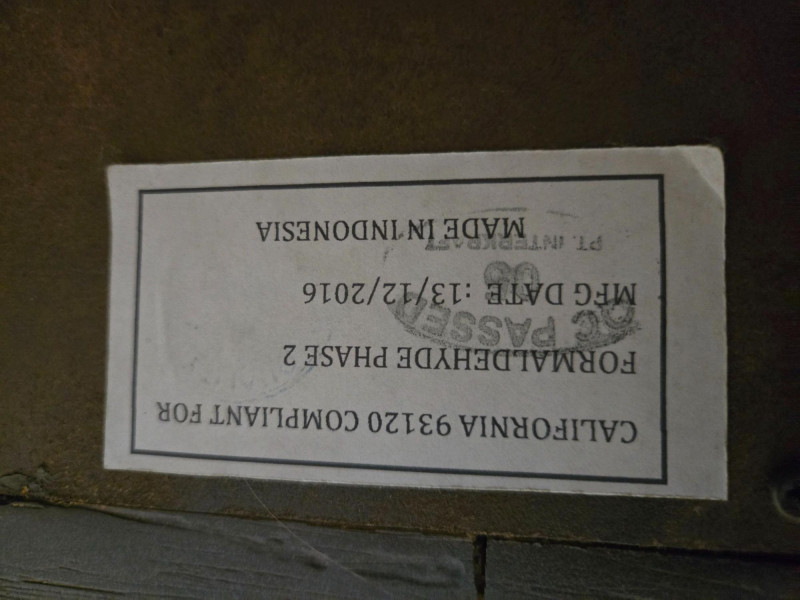 CALIFORNIA 93120 COMPLIANT FOR
FORMALDEHYDE PHASE 2
MFG DATE :13/12/2016
MADE IN INDONESIA
QC PASSED
08
PT. INTERKRAFT